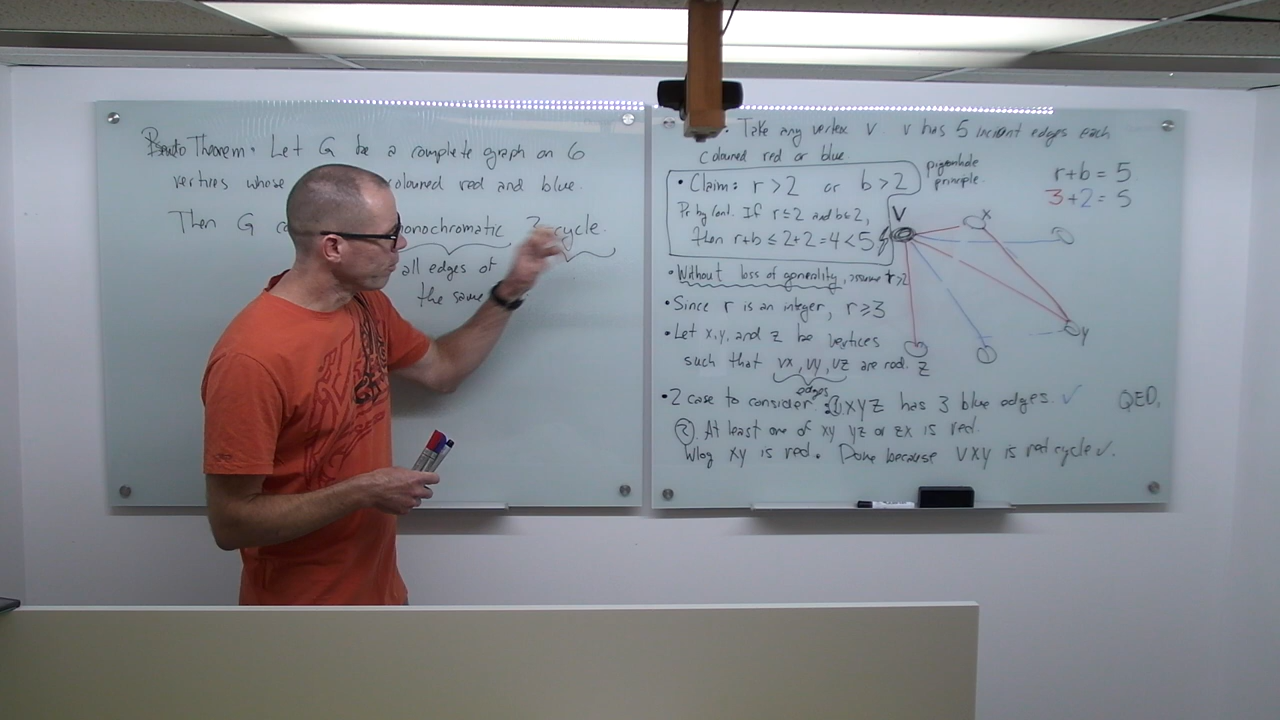 Theorem. Let G be a complete graph on 6
vertices whose coloured red and blue.
Then G monochromatic 3 cycle.
all edges of
the same
• Take any vertex v. v has 5 incident edges each
coloured red or blue.
• Claim: r > 2 or b > 2
Pf by Cont. If r ≤ 2 and b ≤ 2,
then r+b ≤ 2+2 = 4 < 5
pigeonhole
principle.
r+b = 5
3+2 = 5
V
x
y
z
• Without loss of generality, assume r>2
• Since r is an integer, r ≥ 3
• Let x, y, and z be vertices
such that vx, vy, vz are red.
edges
• 2 case to consider: ① xyz has 3 blue edges. ✓
QED.
② At least one of xy yz or zx is red.
Wlog xy is red. Done because vxy is red cycle ✓.